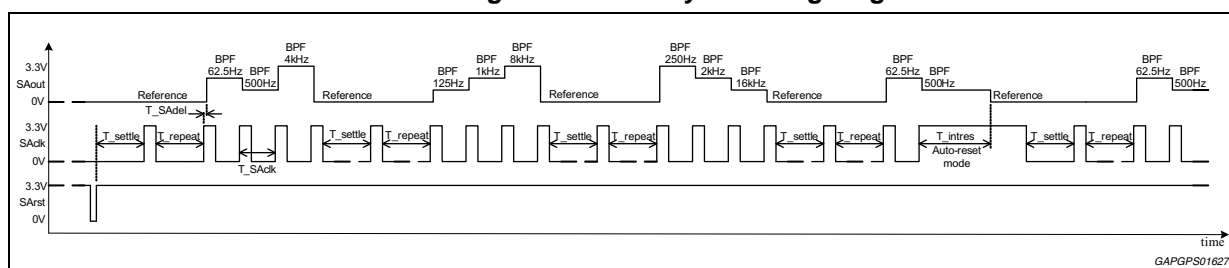 BPF 62.5Hz
BPF 500Hz
BPF 4kHz
BPF 125Hz
BPF 1kHz
BPF 8kHz
BPF 250Hz
BPF 2kHz
BPF 16kHz
BPF 62.5Hz
BPF 500Hz
BPF 62.5Hz
BPF 500Hz
3.3V
SAout
0V
Reference
Reference
Reference
Reference
Reference
T_SAdel
3.3V
SAclk
0V
T_settle
T_repeat
T_SAclk
T_settle
T_repeat
T_settle
T_repeat
T_settle
T_repeat
T_intres
Auto-reset
mode
T_settle
T_repeat
3.3V
SArst
0V
time
GAPGPS01627